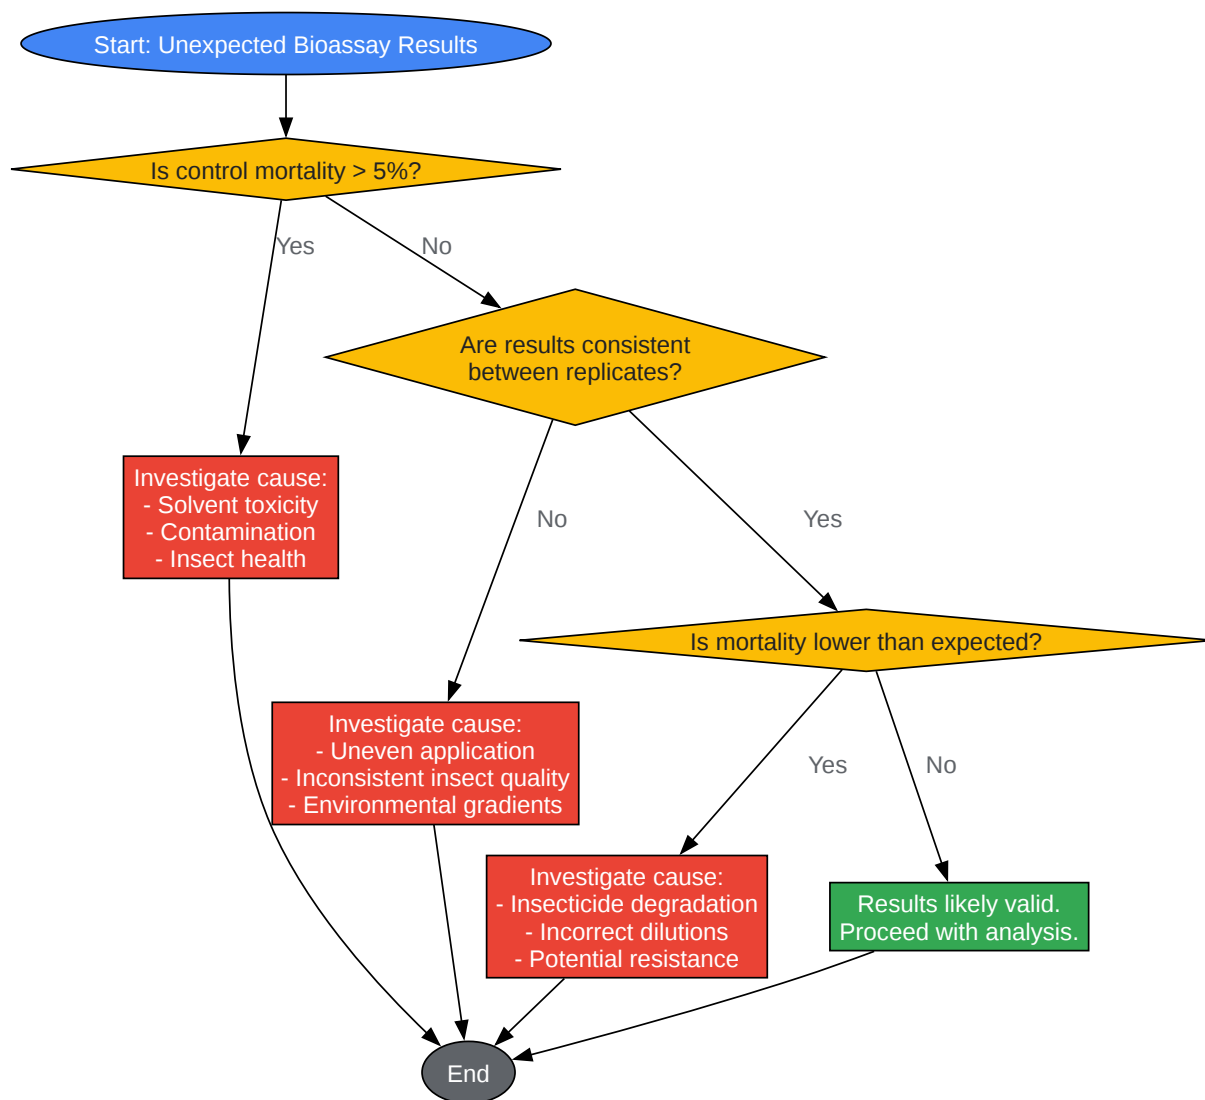 Start: Unexpected Bioassay Results
Is control mortality > 5%?
Yes
No
Are results consistent
between replicates?
Investigate cause:
- Solvent toxicity
- Contamination
- Insect health
No
Yes
Is mortality lower than expected?
Investigate cause:
- Uneven application
- Inconsistent insect quality
- Environmental gradients
Yes
No
Investigate cause:
- Insecticide degradation
- Incorrect dilutions
- Potential resistance
Results likely valid.
Proceed with analysis.
End